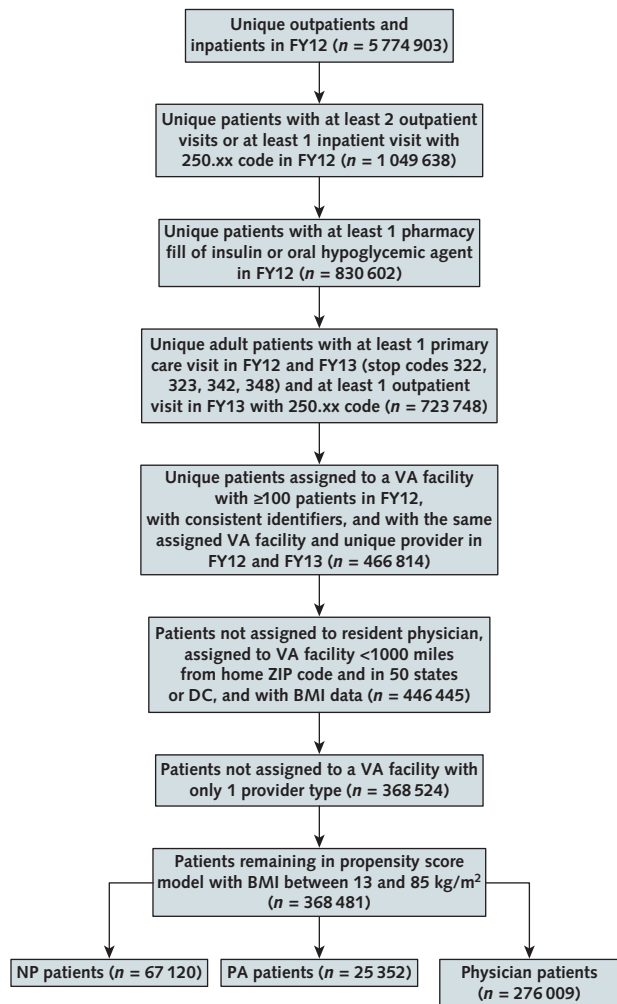 Unique outpatients and
inpatients in FY12 (n = 5 774 903)
Unique patients with at least 2 outpatient
visits or at least 1 inpatient visit with
250.xx code in FY12 (n = 1 049 638)
Unique patients with at least 1 pharmacy
fill of insulin or oral hypoglycemic agent
in FY12 (n = 830 602)
Unique adult patients with at least 1 primary
care visit in FY12 and FY13 (stop codes 322,
323, 342, 348) and at least 1 outpatient
visit in FY13 with 250.xx code (n = 723 748)
Unique patients assigned to a VA facility
with ≥100 patients in FY12,
with consistent identifiers, and with the same
assigned VA facility and unique provider in
FY12 and FY13 (n = 466 814)
Patients not assigned to resident physician,
assigned to VA facility <1000 miles
from home ZIP code and in 50 states
or DC, and with BMI data (n = 446 445)
Patients not assigned to a VA facility with
only 1 provider type (n = 368 524)
Patients remaining in propensity score
model with BMI between 13 and 85 kg/m²
(n = 368 481)
NP patients (n = 67 120)
PA patients (n = 25 352)
Physician patients
(n = 276 009)